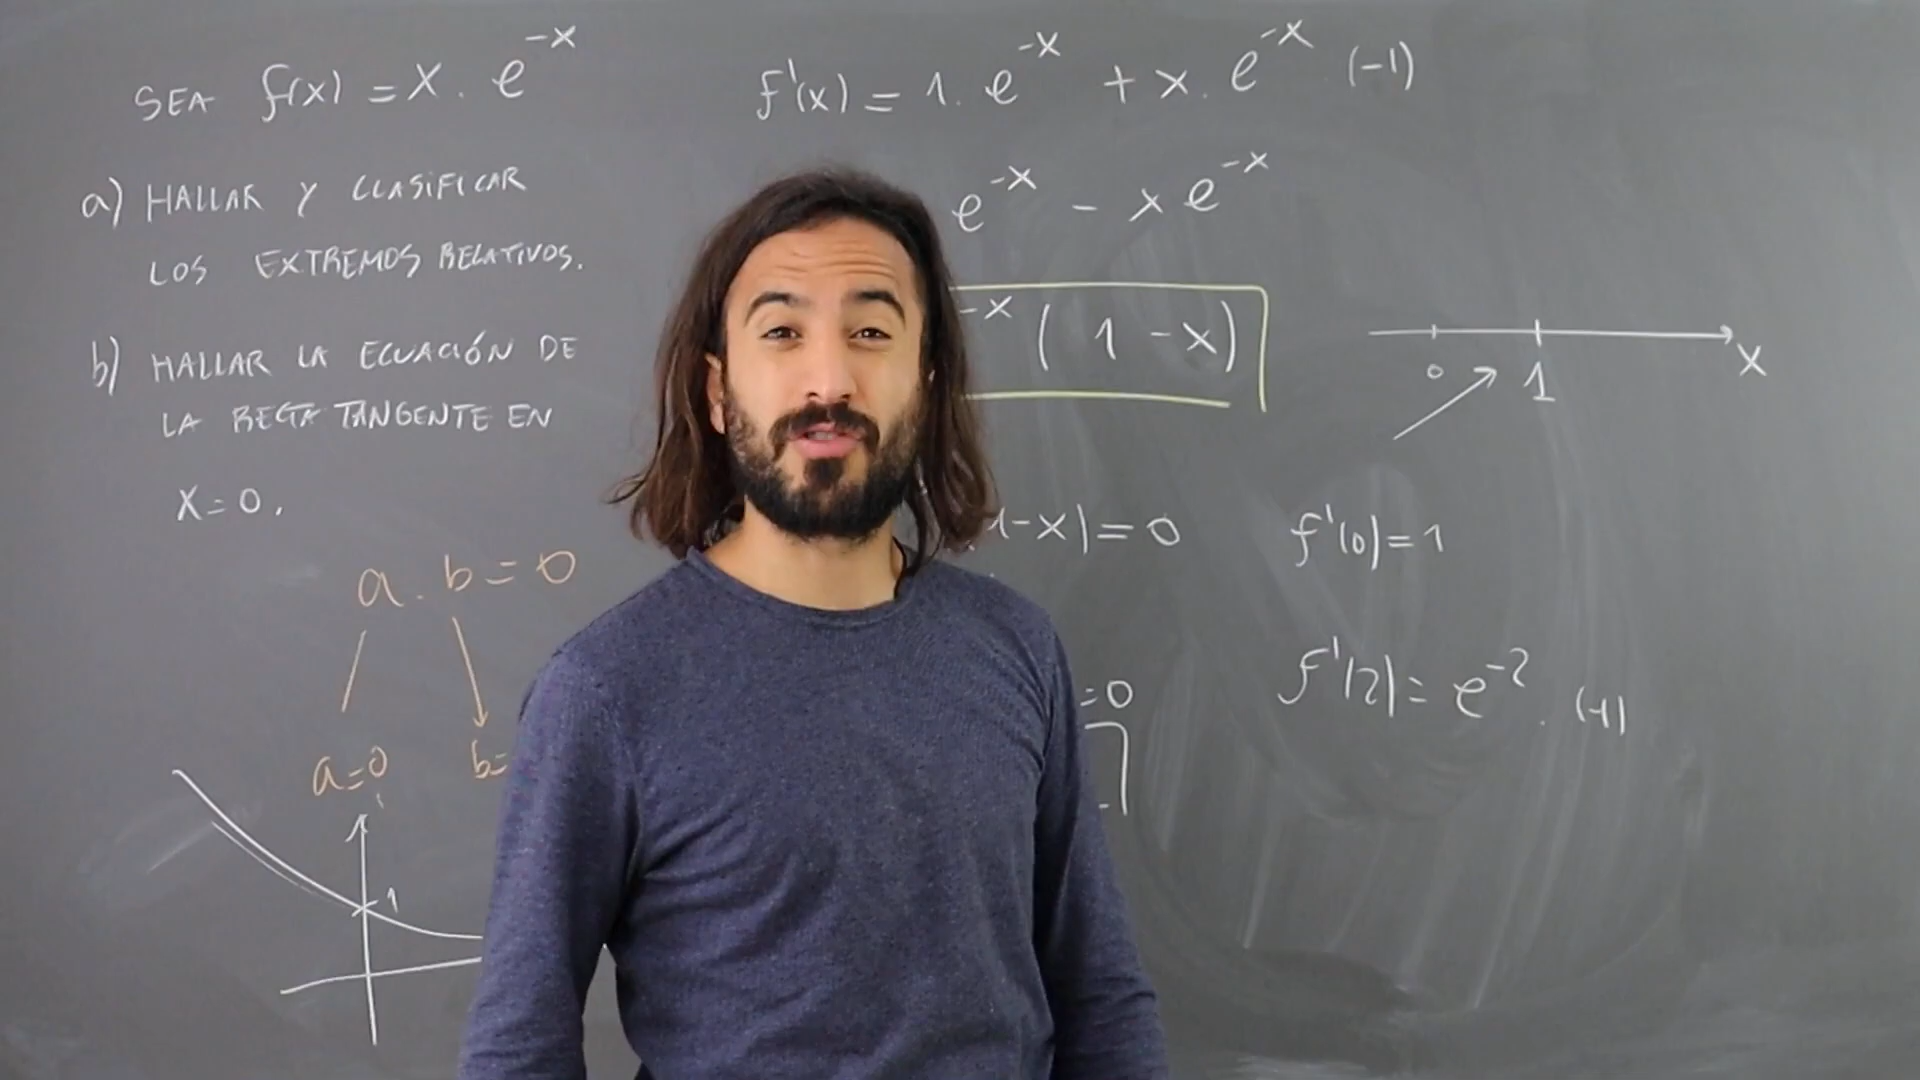 SEA f(x) = x . e^-x
a) HALLAR Y CLASIFICAR
LOS EXTREMOS RELATIVOS.
b) HALLAR LA ECUACIÓN DE
LA RECTA TANGENTE EN
X = 0.
a . b = 0
a = 0
b =
1
f'(x) = 1 . e^-x + x . e^-x (-1)
e^-x - x e^-x
-x ( 1 - x )
1 - x) = 0
= 0
0 1 x
f'(0) = 1
f'(2) = e^-2 . (-1)